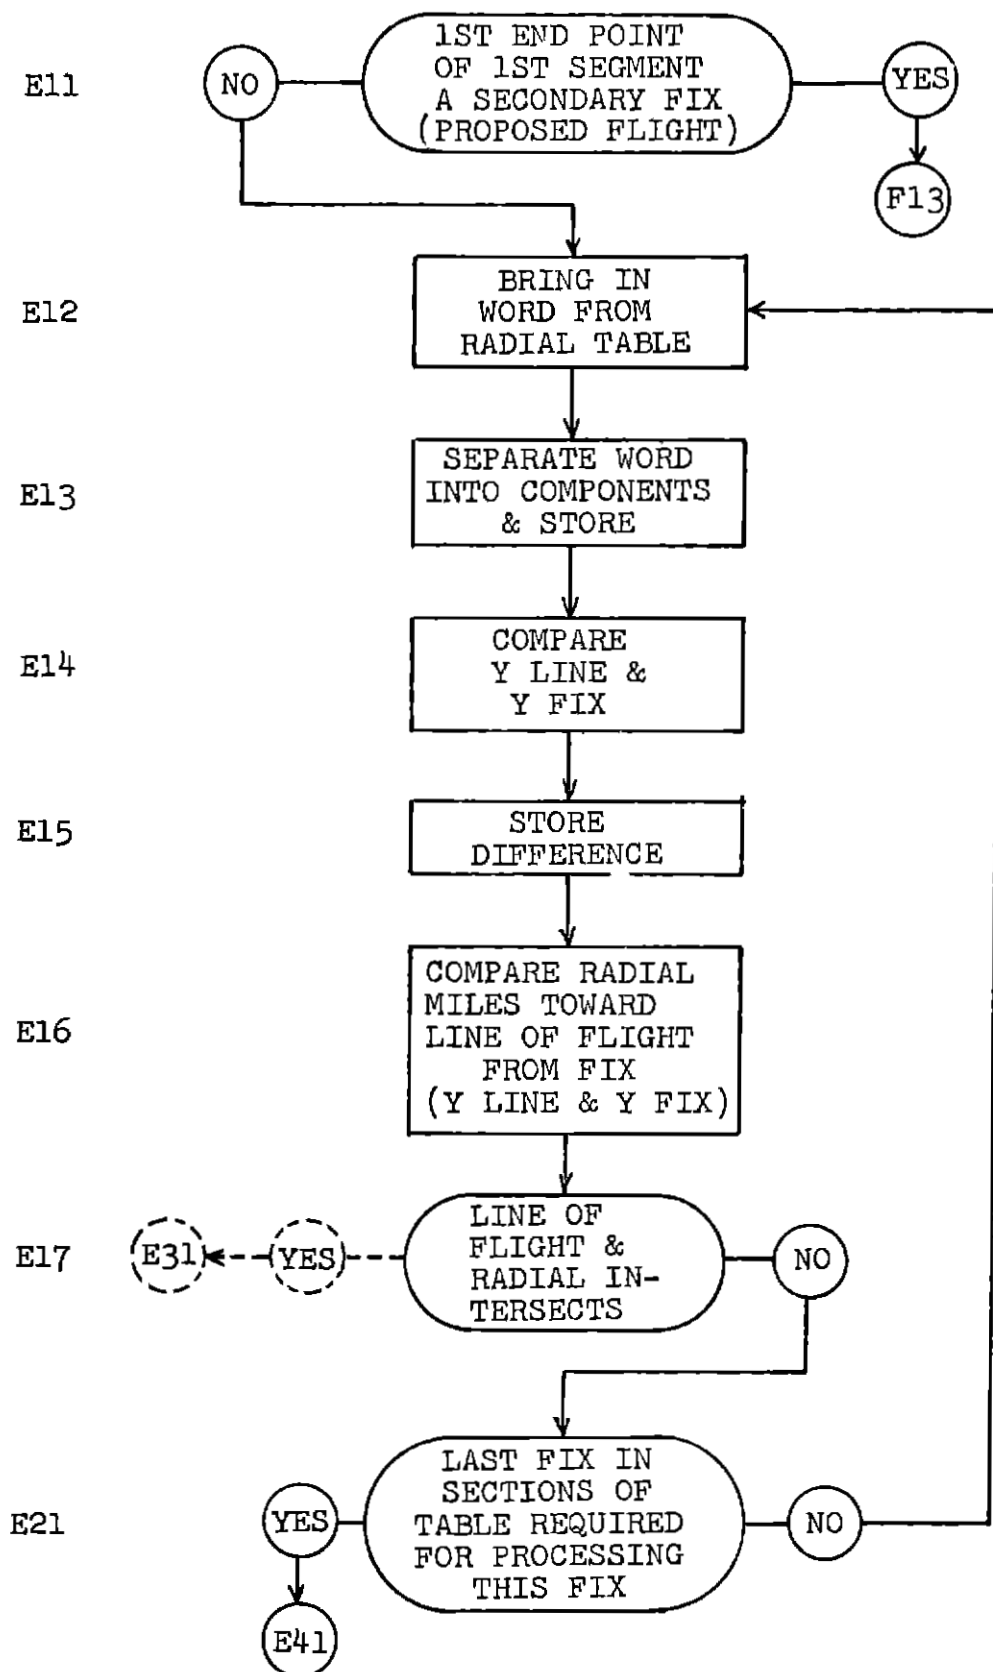 E11
NO
1ST END POINT
OF 1ST SEGMENT
A SECONDARY FIX
(PROPOSED FLIGHT)
YES
F13
E12
BRING IN
WORD FROM
RADIAL TABLE
E13
SEPARATE WORD
INTO COMPONENTS
& STORE
E14
COMPARE
Y LINE &
Y FIX
E15
STORE
DIFFERENCE
E16
COMPARE RADIAL
MILES TOWARD
LINE OF FLIGHT
FROM FIX
(Y LINE & Y FIX)
E17
E31
YES
LINE OF
FLIGHT &
RADIAL IN-
TERSECTS
NO
E21
YES
LAST FIX IN
SECTIONS OF
TABLE REQUIRED
FOR PROCESSING
THIS FIX
NO
E41